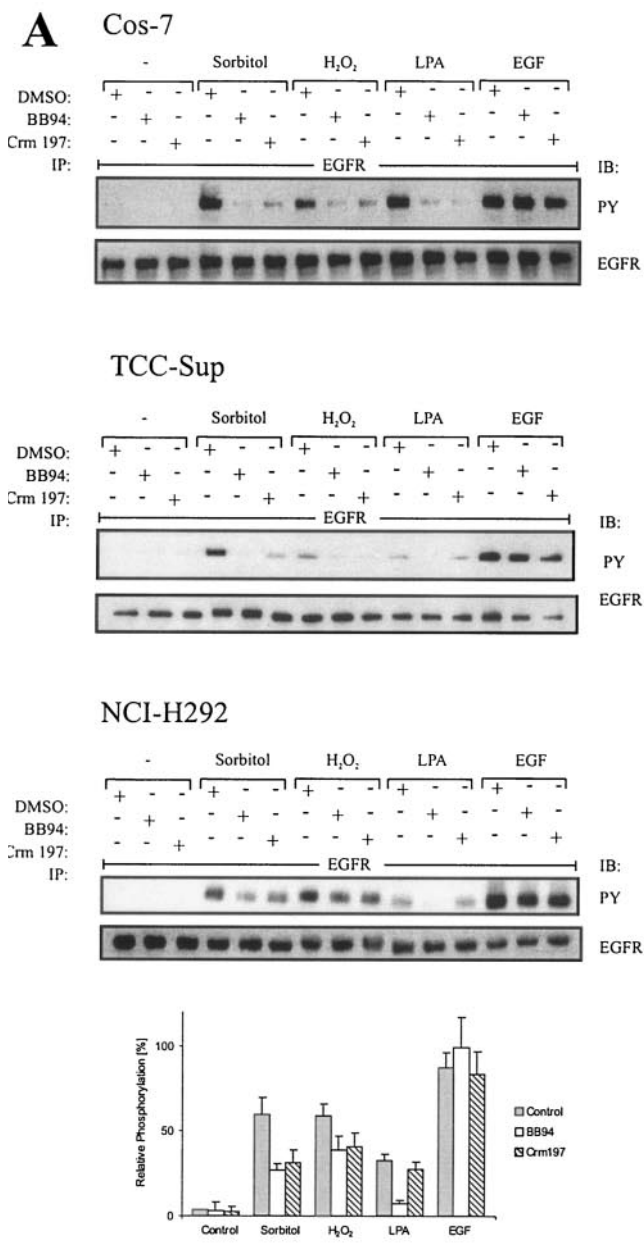 A Cos-7
- Sorbitol H₂O₂ LPA EGF
DMSO: + - - + - - + - - + - - + - -
BB94: - + - - + - - + - - + - - + -
Crm 197: - - + - - + - - + - - + - - +
IP: EGFR IB:
PY
EGFR
TCC-Sup
- Sorbitol H₂O₂ LPA EGF
DMSO: + - - + - - + - - + - - + - -
BB94: - + - - + - - + - - + - - + -
Crm 197: - - + - - + - - + - - + - - +
IP: EGFR IB:
PY
EGFR
NCI-H292
- Sorbitol H₂O₂ LPA EGF
DMSO: + - - + - - + - - + - - + - -
BB94: - + - - + - - + - - + - - + -
Crm 197: - - + - - + - - + - - + - - +
IP: EGFR IB:
PY
EGFR
Relative Phosphorylation [%]
100
50
0
Control Sorbitol H₂O₂ LPA EGF
Control
BB94
Crm197